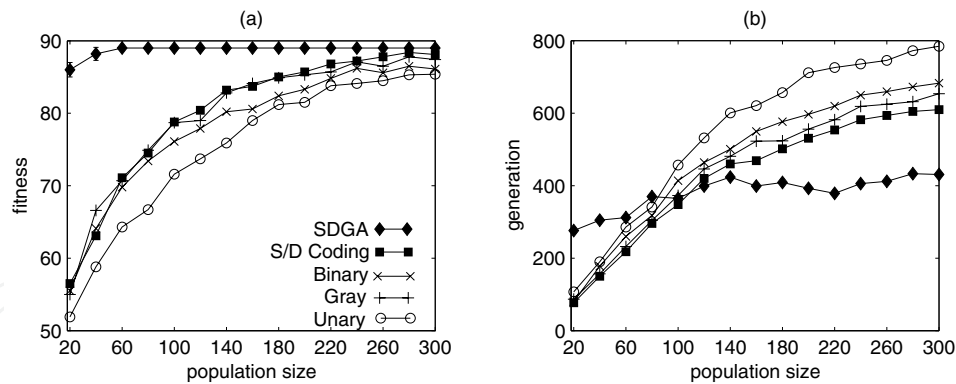 (a)
90
80
70
60
50
fitness
SDGA
S/D Coding
Binary
Gray
Unary
20 60 100 140 180 220 260 300
population size
(b)
800
600
400
200
0
generation
20 60 100 140 180 220 260 300
population size